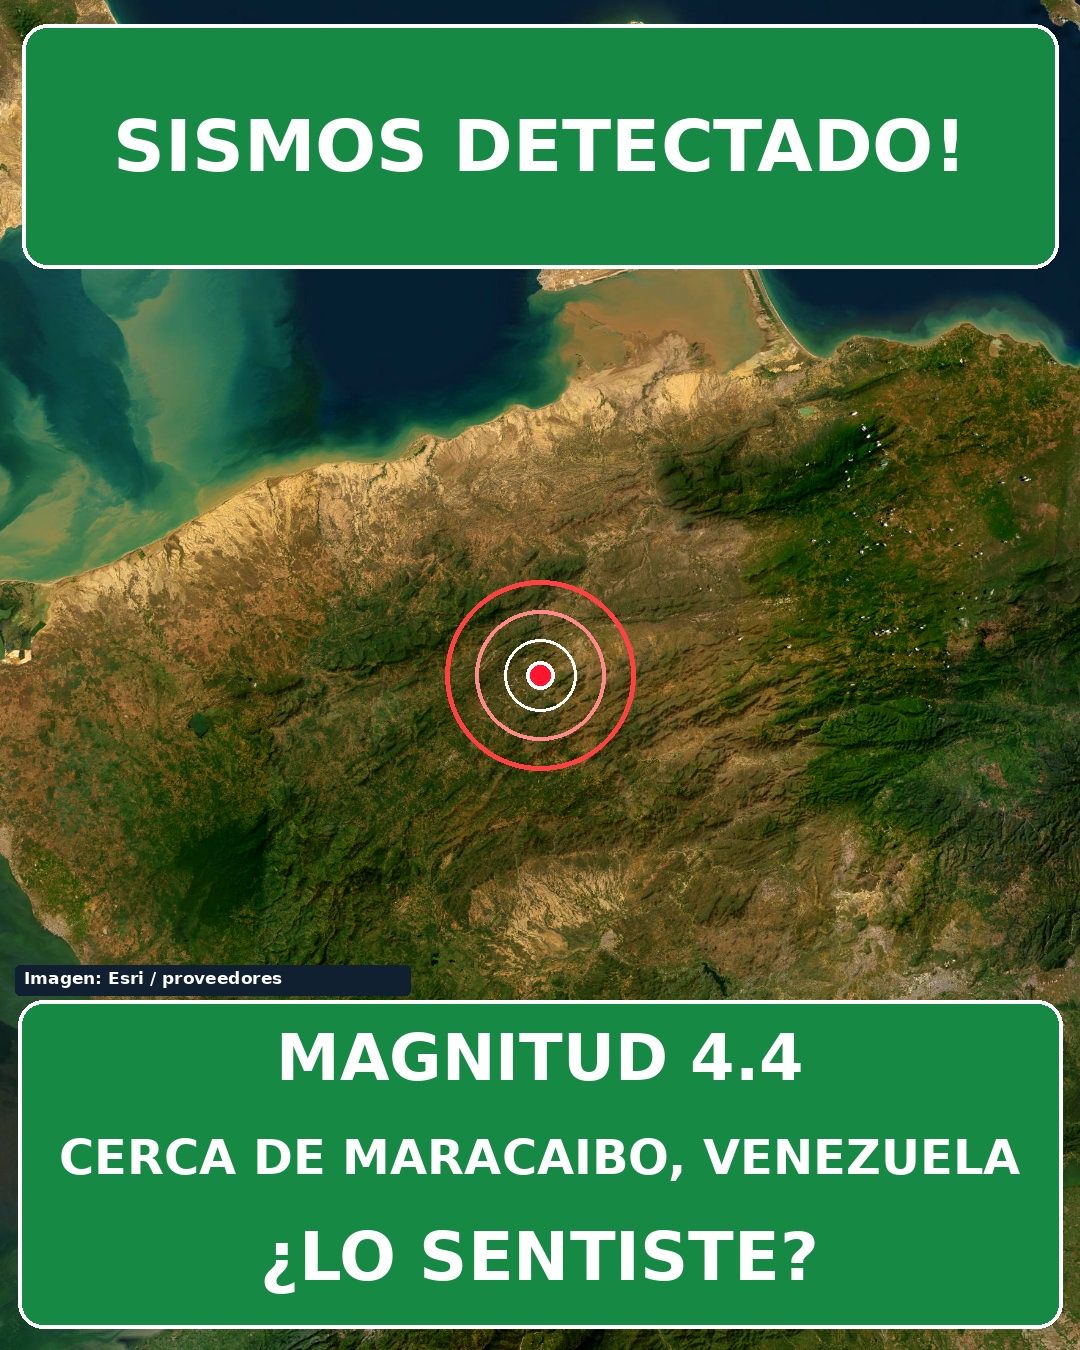 SISMOS DETECTADO!
Imagen: Esri / proveedores
MAGNITUD 4.4
CERCA DE MARACAIBO, VENEZUELA
¿LO SENTISTE?